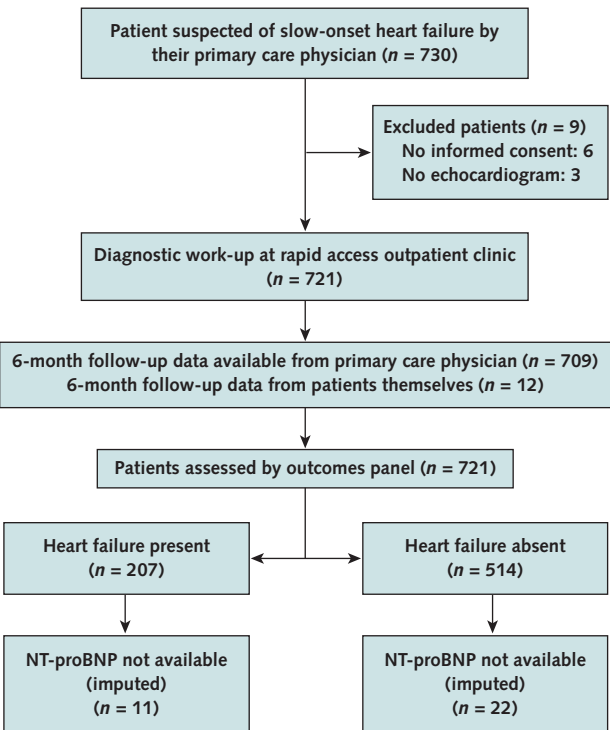 Patient suspected of slow-onset heart failure by
their primary care physician (n = 730)
Excluded patients (n = 9)
No informed consent: 6
No echocardiogram: 3
Diagnostic work-up at rapid access outpatient clinic
(n = 721)
6-month follow-up data available from primary care physician (n = 709)
6-month follow-up data from patients themselves (n = 12)
Patients assessed by outcomes panel (n = 721)
Heart failure present
(n = 207)
Heart failure absent
(n = 514)
NT-proBNP not available
(imputed)
(n = 11)
NT-proBNP not available
(imputed)
(n = 22)